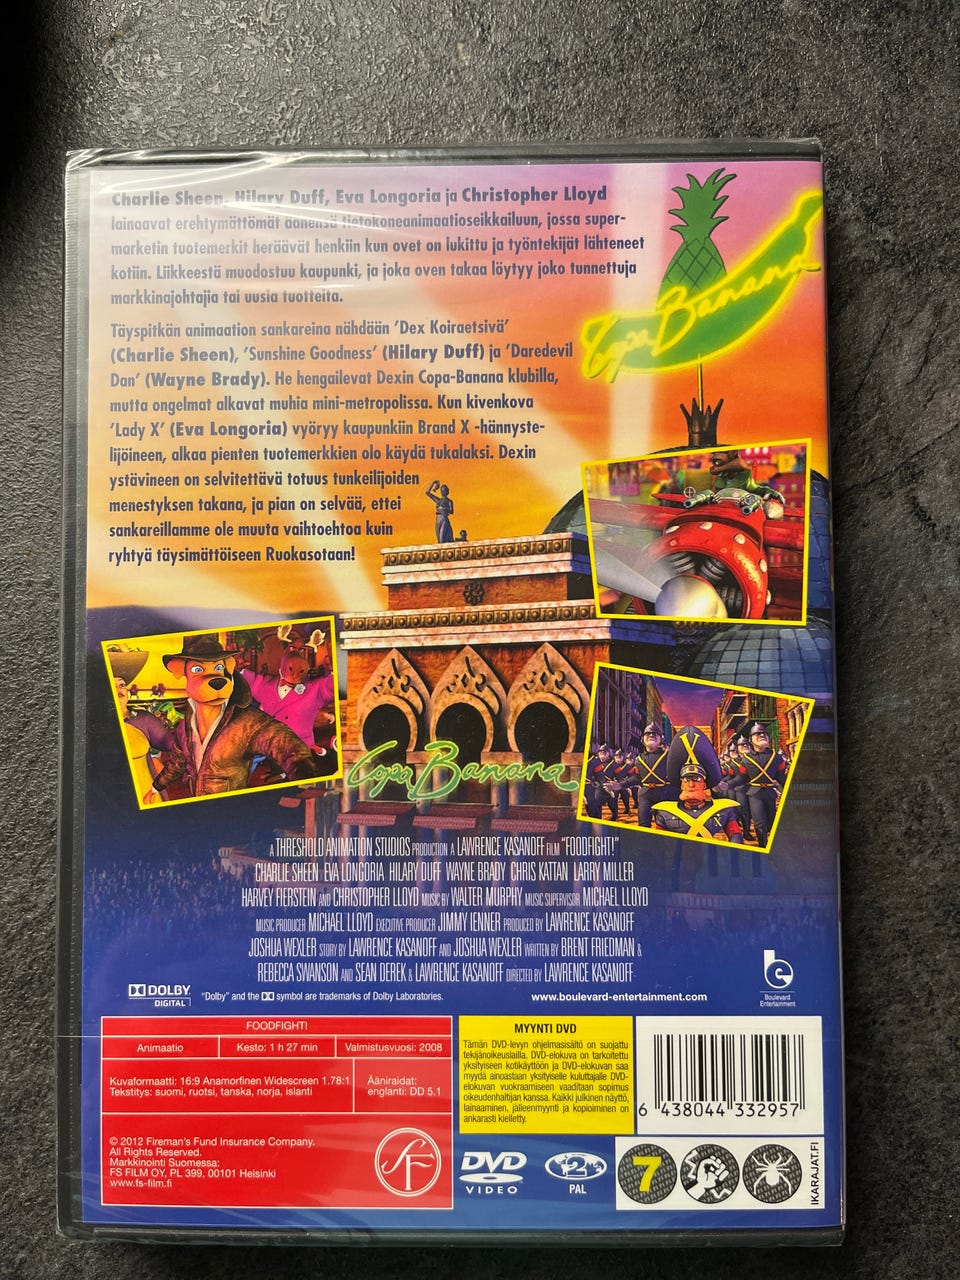 Charlie Sheen, Hilary Duff, Eva Longoria ja Christopher Lloyd
lainaavat erehtymättömät äänensä tietokoneanimaatioseikkailuun, jossa super-
marketin tuotemerkit heräävät henkiin kun ovet on lukittu ja työntekijät lähteneet
kotiin. Liikkeestä muodostuu kaupunki, ja joka oven takaa löytyy joko tunnettuja
markkinajohtajia tai uusia tuotteita.
Copa Banana
Täyspitkän animaation sankareina nähdään 'Dex Koiraetsivä'
(Charlie Sheen), 'Sunshine Goodness' (Hilary Duff) ja 'Daredevil
Dan' (Wayne Brady). He hengailevat Dexin Copa-Banana klubilla,
mutta ongelmat alkavat muhia mini-metropolissa. Kun kivenkova
'Lady X' (Eva Longoria) vyöryy kaupunkiin Brand X -hännyste-
lijöineen, alkaa pienten tuotemerkkien olo käydä tukalaksi. Dexin
ystävineen on selvitettävä totuus tunkeilijoiden
menestyksen takana, ja pian on selvää, ettei
sankareillamme ole muuta vaihtoehtoa kuin
ryhtyä täysimättöiseen Ruokasotaan!
Copa Banana
X
A THRESHOLD ANIMATION STUDIOS PRODUCTION A LAWRENCE KASANOFF FILM "FOODFIGHT!"
CHARLIE SHEEN EVA LONGORIA HILARY DUFF WAYNE BRADY CHRIS KATTAN LARRY MILLER
HARVEY FIERSTEIN AND CHRISTOPHER LLOYD MUSIC BY WALTER MURPHY MUSIC SUPERVISOR MICHAEL LLOYD
MUSIC PRODUCER MICHAEL LLOYD EXECUTIVE PRODUCER JIMMY IENNER PRODUCED BY LAWRENCE KASANOFF
JOSHUA WEXLER STORY BY LAWRENCE KASANOFF AND JOSHUA WEXLER WRITTEN BY BRENT FRIEDMAN &
REBECCA SWANSON AND SEAN DEREK & LAWRENCE KASANOFF DIRECTED BY LAWRENCE KASANOFF
DOLBY
DIGITAL
"Dolby" and the DD symbol are trademarks of Dolby Laboratories.
www.boulevard-entertainment.com
Boulevard
Entertainment
FOODFIGHT!
Animaatio
Kesto: 1 h 27 min
Valmistusvuosi: 2008
Kuvaformaatti: 16:9 Anamorfinen Widescreen 1.78:1
Tekstitys: suomi, ruotsi, tanska, norja, islanti
Ääniraidat:
englanti: DD 5.1
© 2012 Fireman's Fund Insurance Company.
All Rights Reserved.
Markkinointi Suomessa:
FS FILM OY, PL 399, 00101 Helsinki
www.fs-film.fi
SF
MYYNTI DVD
Tämän DVD-levyn ohjelmasisältö on suojattu
tekijänoikeuslailla. DVD-elokuva on tarkoitettu
yksityiseen kotikäyttöön ja DVD-elokuvan saa
myydä ainoastaan yksityiselle kuluttajalle DVD-
elokuvan vuokraamiseen vaaditaan sopimus
oikeudenhaltijan kanssa. Kaikki julkinen näyttö,
lainaaminen, jälleenmyynti ja kopioiminen on
ankarasti kielletty.
6 438044 332957
DVD
VIDEO
2
PAL
7
IKARAJAT.FI